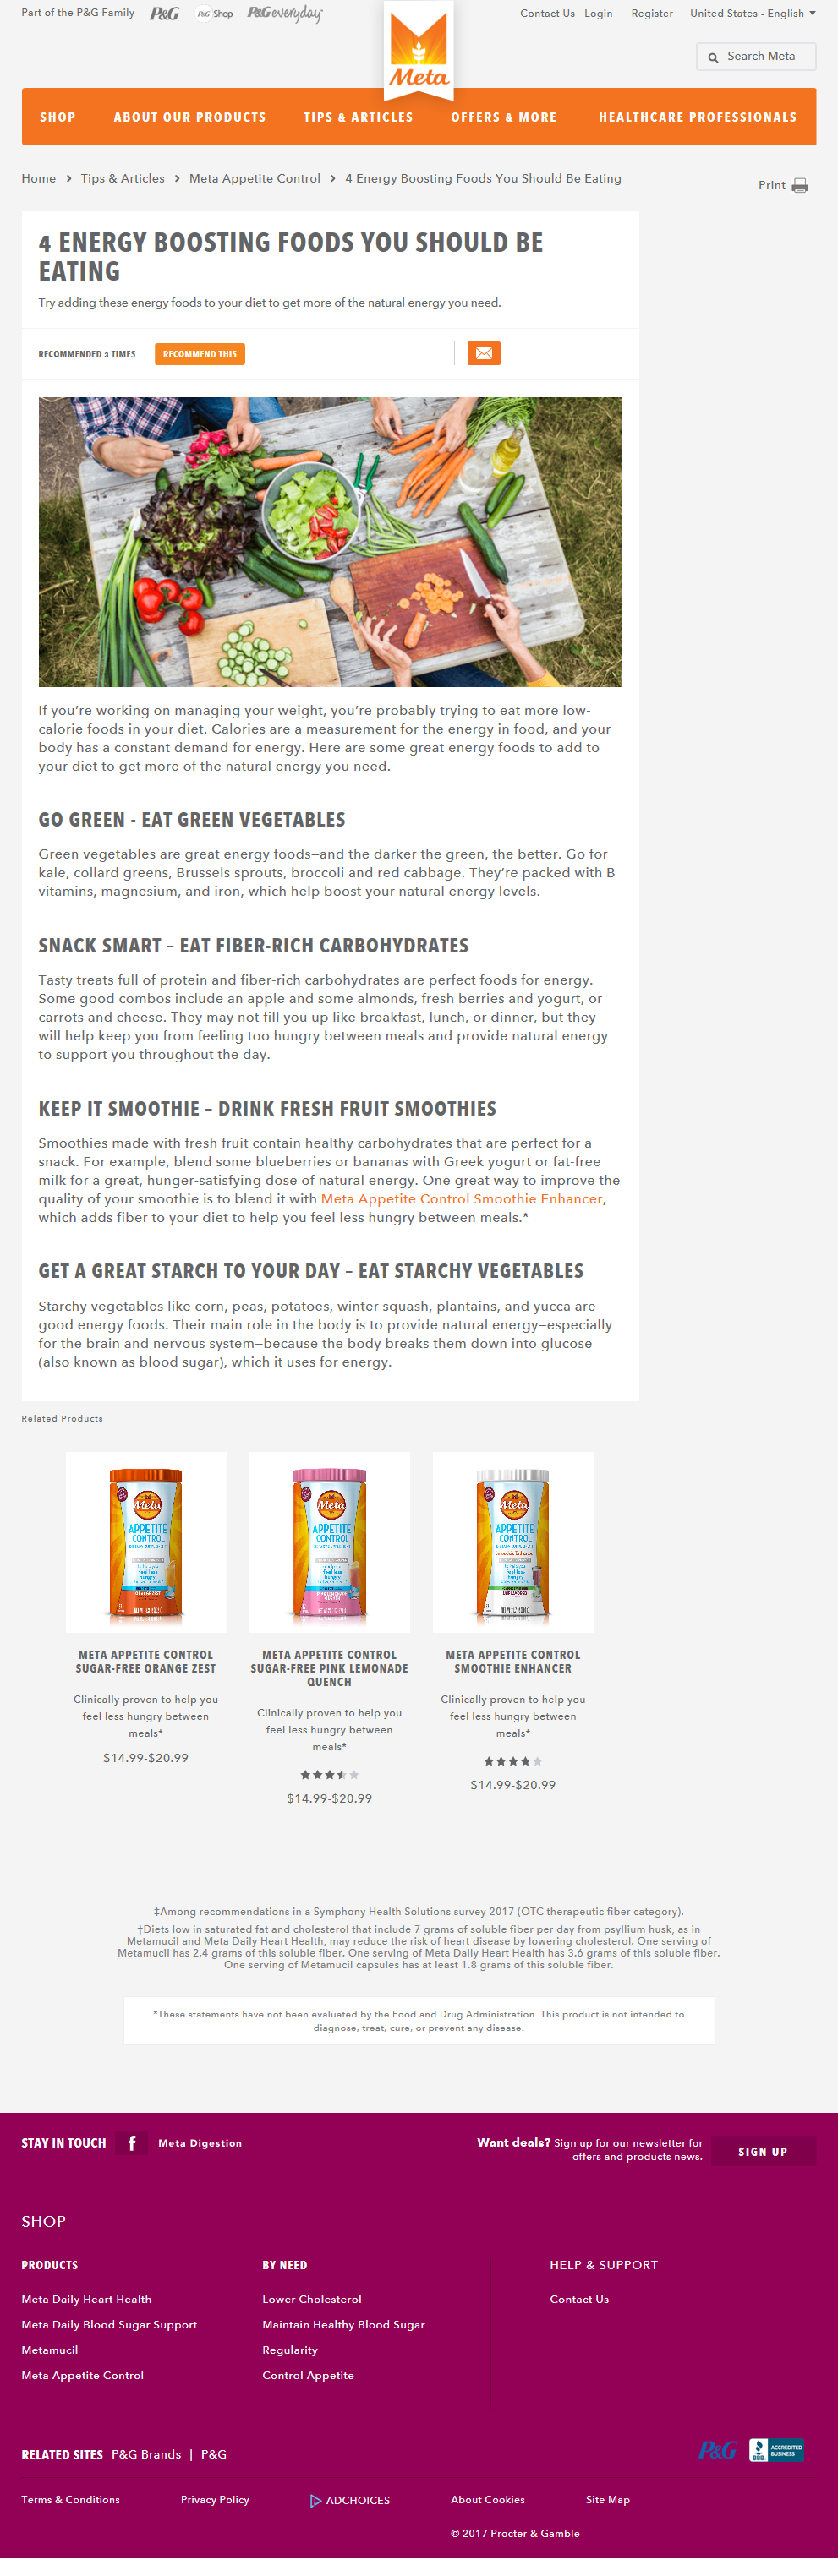 Part of the P&G Family P&G P&G Shop P&G everyday Contact Us Login Register United States - English
Meta
Search Meta
SHOP ABOUT OUR PRODUCTS TIPS & ARTICLES OFFERS & MORE HEALTHCARE PROFESSIONALS
Home > Tips & Articles > Meta Appetite Control > 4 Energy Boosting Foods You Should Be Eating
Print
4 ENERGY BOOSTING FOODS YOU SHOULD BE
EATING
Try adding these energy foods to your diet to get more of the natural energy you need.
RECOMMENDED 3 TIMES RECOMMEND THIS
If you’re working on managing your weight, you’re probably trying to eat more low-
calorie foods in your diet. Calories are a measurement for the energy in food, and your
body has a constant demand for energy. Here are some great energy foods to add to
your diet to get more of the natural energy you need.
GO GREEN - EAT GREEN VEGETABLES
Green vegetables are great energy foods—and the darker the green, the better. Go for
kale, collard greens, Brussels sprouts, broccoli and red cabbage. They’re packed with B
vitamins, magnesium, and iron, which help boost your natural energy levels.
SNACK SMART – EAT FIBER-RICH CARBOHYDRATES
Tasty treats full of protein and fiber-rich carbohydrates are perfect foods for energy.
Some good combos include an apple and some almonds, fresh berries and yogurt, or
carrots and cheese. They may not fill you up like breakfast, lunch, or dinner, but they
will help keep you from feeling too hungry between meals and provide natural energy
to support you throughout the day.
KEEP IT SMOOTHIE – DRINK FRESH FRUIT SMOOTHIES
Smoothies made with fresh fruit contain healthy carbohydrates that are perfect for a
snack. For example, blend some blueberries or bananas with Greek yogurt or fat-free
milk for a great, hunger-satisfying dose of natural energy. One great way to improve the
quality of your smoothie is to blend it with Meta Appetite Control Smoothie Enhancer,
which adds fiber to your diet to help you feel less hungry between meals.*
GET A GREAT STARCH TO YOUR DAY – EAT STARCHY VEGETABLES
Starchy vegetables like corn, peas, potatoes, winter squash, plantains, and yucca are
good energy foods. Their main role in the body is to provide natural energy—especially
for the brain and nervous system—because the body breaks them down into glucose
(also known as blood sugar), which it uses for energy.
Related Products
Meta Meta Meta
APPETITE APPETITE APPETITE
CONTROL CONTROL CONTROL
feel less feel less feel less
hungry hungry hungry
META APPETITE CONTROL
SUGAR-FREE ORANGE ZEST
Clinically proven to help you
feel less hungry between
meals*
$14.99-$20.99
META APPETITE CONTROL
SUGAR-FREE PINK LEMONADE
QUENCH
Clinically proven to help you
feel less hungry between
meals*
$14.99-$20.99
META APPETITE CONTROL
SMOOTHIE ENHANCER
Clinically proven to help you
feel less hungry between
meals*
$14.99-$20.99
‡Among recommendations in a Symphony Health Solutions survey 2017 (OTC therapeutic fiber category).
†Diets low in saturated fat and cholesterol that include 7 grams of soluble fiber per day from psyllium husk, as in
Metamucil and Meta Daily Heart Health, may reduce the risk of heart disease by lowering cholesterol. One serving of
Metamucil has 2.4 grams of this soluble fiber. One serving of Meta Daily Heart Health has 3.6 grams of this soluble fiber.
One serving of Metamucil capsules has at least 1.8 grams of this soluble fiber.
*These statements have not been evaluated by the Food and Drug Administration. This product is not intended to
diagnose, treat, cure, or prevent any disease.
STAY IN TOUCH f Meta Digestion
Want deals? Sign up for our newsletter for
offers and products news.
SIGN UP
SHOP
PRODUCTS
Meta Daily Heart Health
Meta Daily Blood Sugar Support
Metamucil
Meta Appetite Control
BY NEED
Lower Cholesterol
Maintain Healthy Blood Sugar
Regularity
Control Appetite
HELP & SUPPORT
Contact Us
RELATED SITES P&G Brands | P&G
P&G BBB ACCREDITED
BUSINESS
Terms & Conditions Privacy Policy ADCHOICES About Cookies Site Map
© 2017 Procter & Gamble